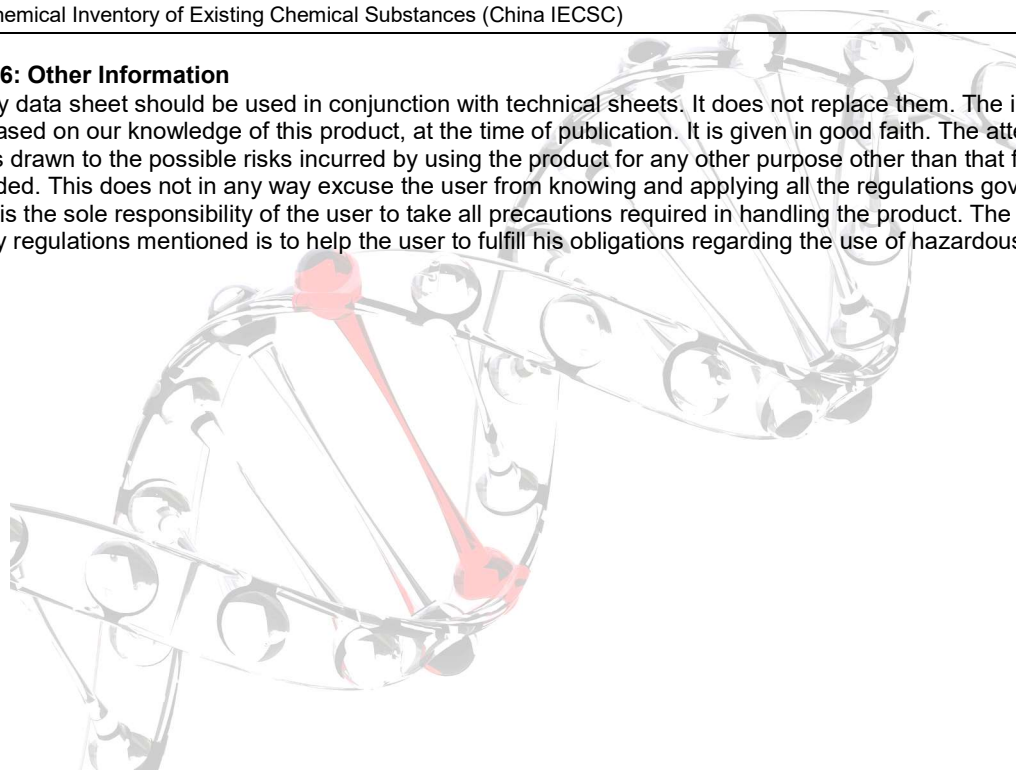 hemical Inventory of Existing Chemical Substances (China IECSC)
6: Other Information
y data sheet should be used in conjunction with technical sheets. It does not replace them. The i
ased on our knowledge of this product, at the time of publication. It is given in good faith. The atte
s drawn to the possible risks incurred by using the product for any other purpose other than that f
ded. This does not in any way excuse the user from knowing and applying all the regulations gov
is the sole responsibility of the user to take all precautions required in handling the product. The
y regulations mentioned is to help the user to fulfill his obligations regarding the use of hazardous